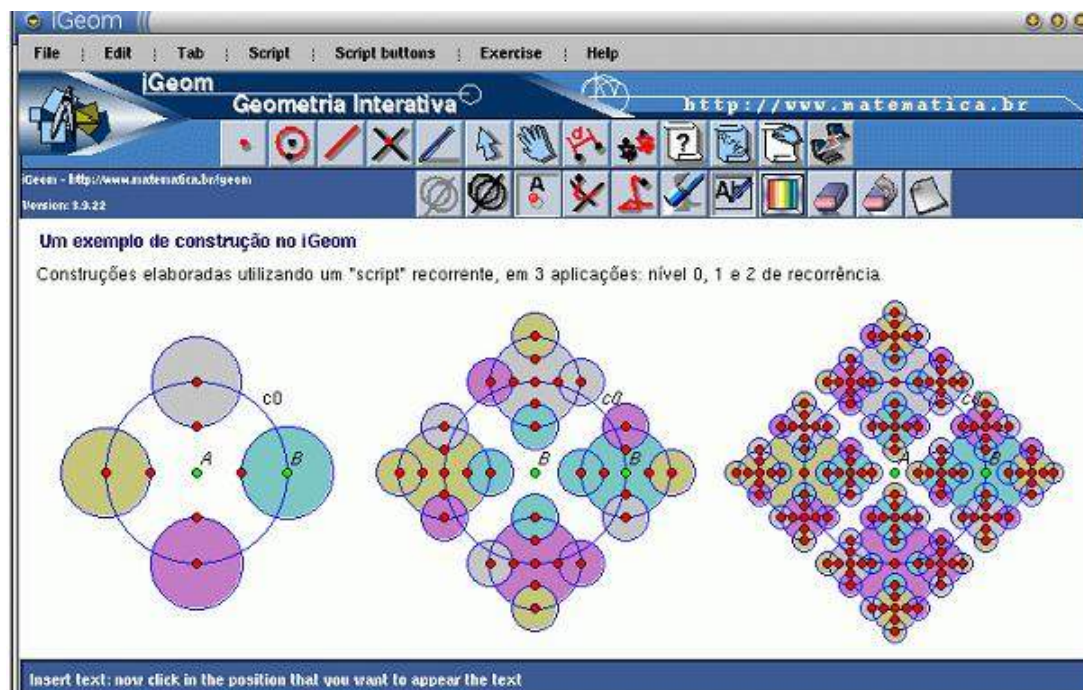 iGeom
File Edit Tab Script Script buttons Exercise Help
iGeom
Geometria Interativa
http://www.matematica.br
iGeom - http://www.matematica.br/igeom
Version: 3.9.22
?
A
A
Um exemplo de construção no iGeom
Construções elaboradas utilizando um "script" recorrente, em 3 aplicações: nível 0, 1 e 2 de recorrência.
c0 c0 c0
A B B B A B
Insert text: now click in the position that you want to appear the text